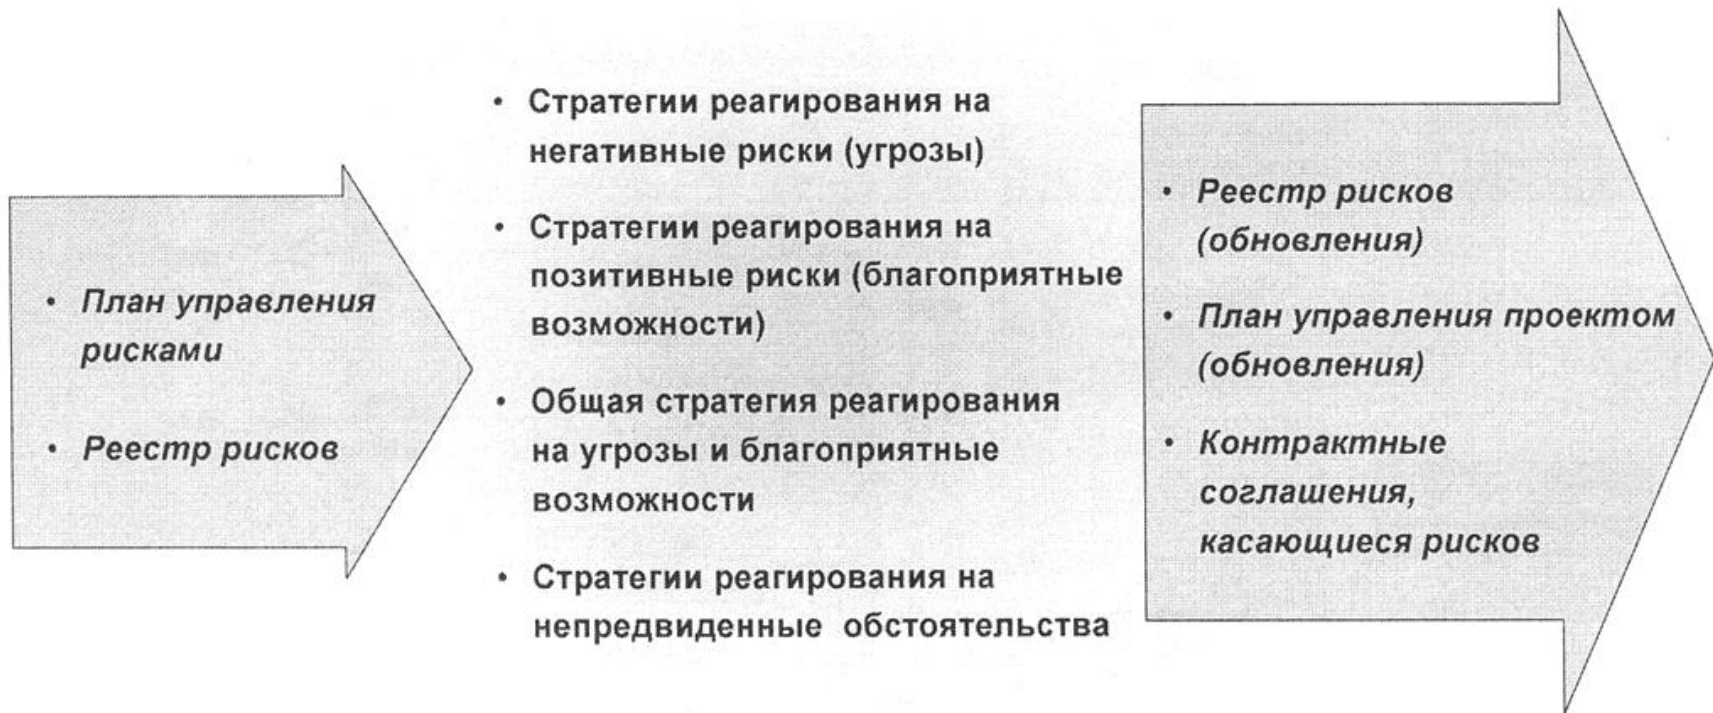 • План управления
рисками
• Реестр рисков
• Стратегии реагирования на
негативные риски (угрозы)
• Стратегии реагирования на
позитивные риски (благоприятные
возможности)
• Общая стратегия реагирования
на угрозы и благоприятные
возможности
• Стратегии реагирования на
непредвиденные обстоятельства
• Реестр рисков
(обновления)
• План управления проектом
(обновления)
• Контрактные
соглашения,
касающиеся рисков